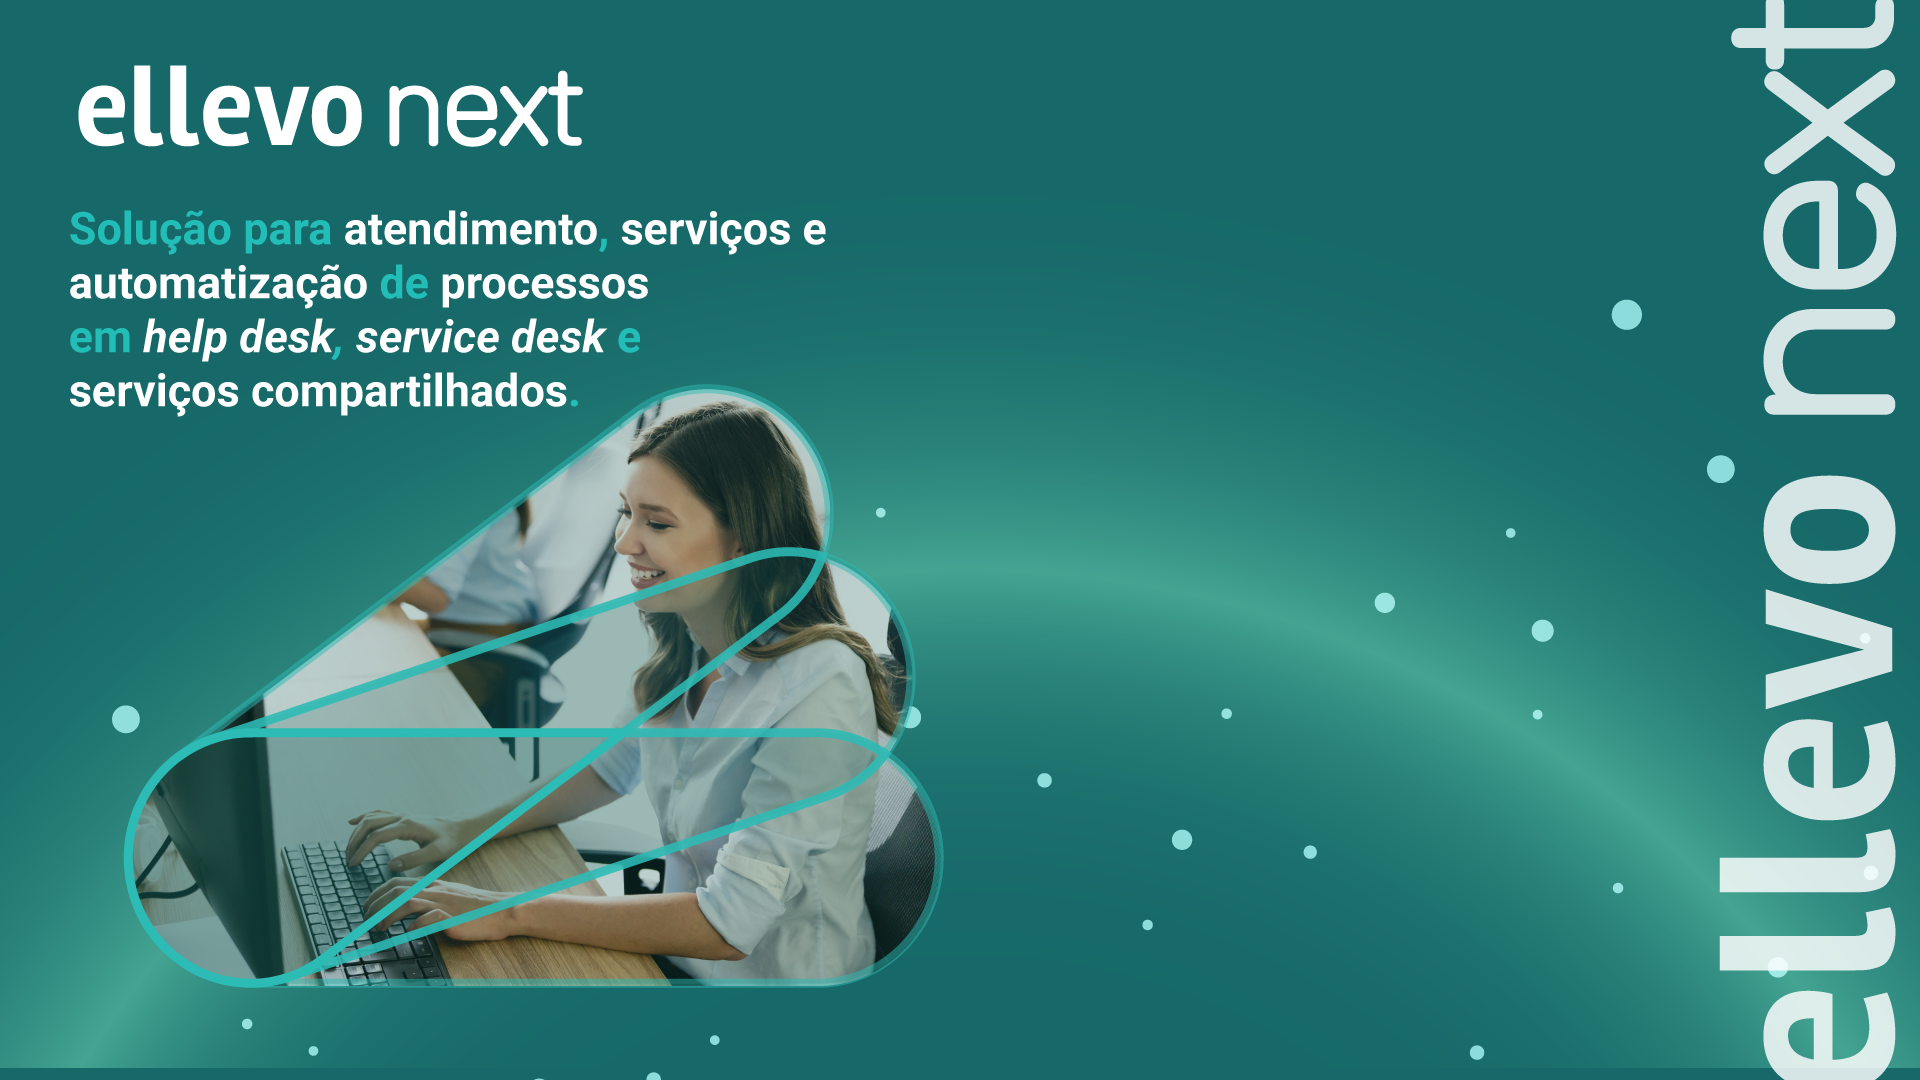 ellevo next
Solução para atendimento, serviços e
automatização de processos
em help desk, service desk e
serviços compartilhados.
ellevo next